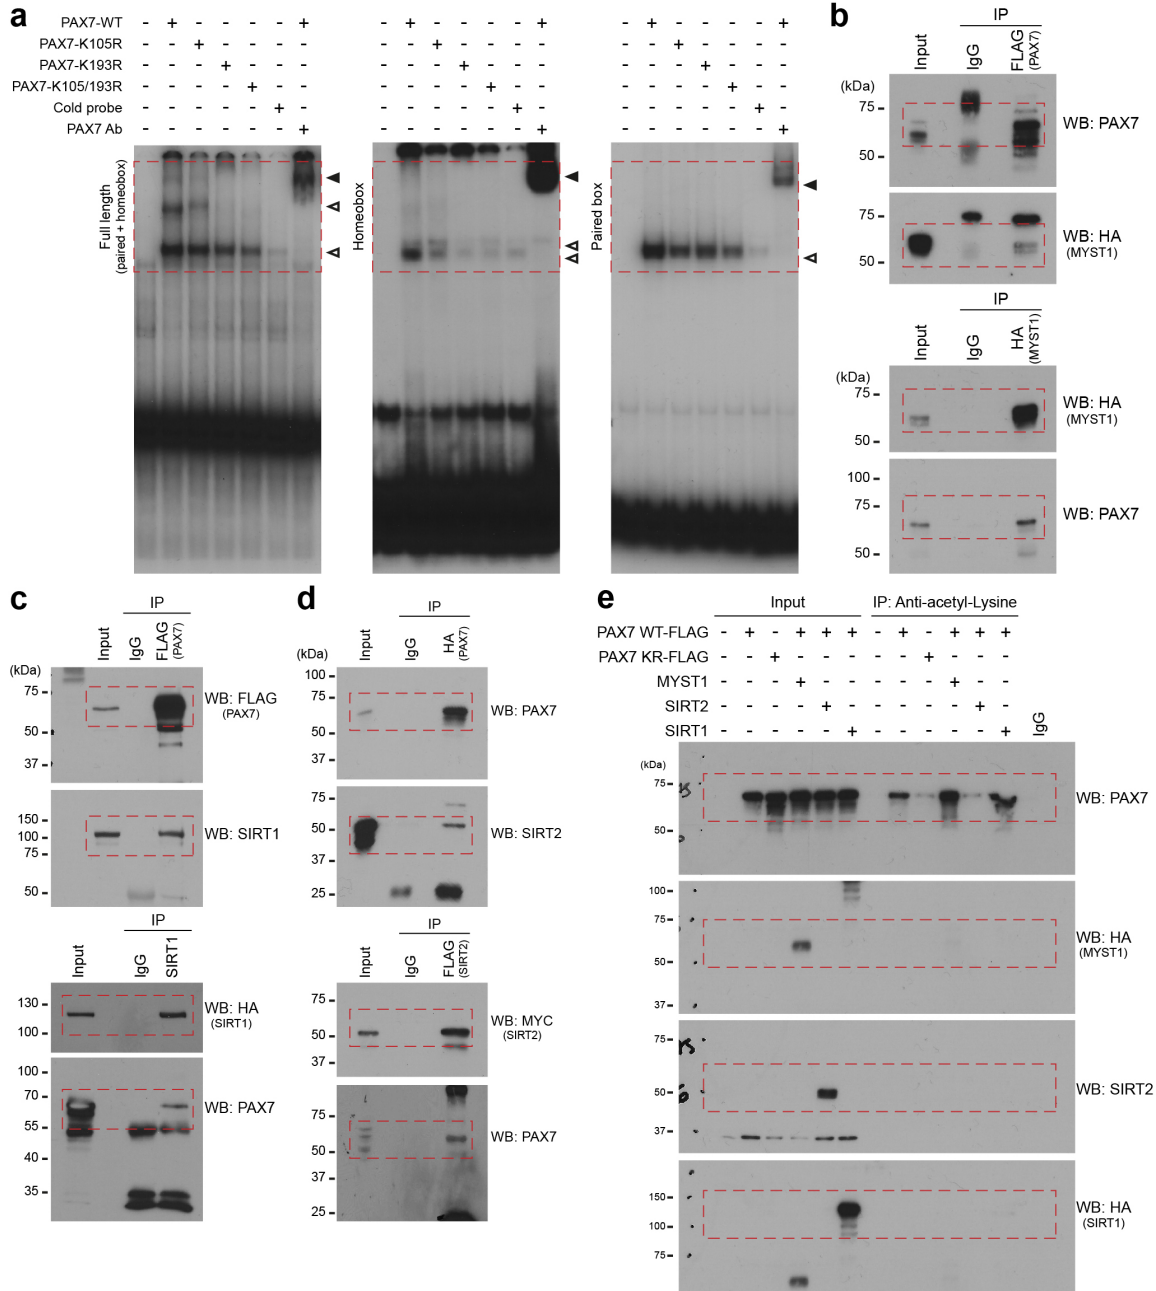 a
PAX7-WT - + - - - - +
PAX7-K105R - - + - - - -
PAX7-K193R - - - + - - -
PAX7-K105/193R - - - - + - -
Cold probe - - - - - + -
PAX7 Ab - - - - - - +
- + - - - - +
- - + - - - -
- - - + - - -
- - - - + - -
- - - - - + -
- - - - - - +
- + - - - - +
- - + - - - -
- - - + - - -
- - - - + - -
- - - - - + -
- - - - - - +
Full length
(paired + homeobox)
Homeobox
Paired box
b
IP
Input
IgG
FLAG
(PAX7)
(kDa)
75
50
WB: PAX7
75
50
WB: HA
(MYST1)
IP
Input
IgG
HA
(MYST1)
(kDa)
75
50
WB: HA
(MYST1)
100
75
50
WB: PAX7
c
IP
Input
IgG
FLAG
(PAX7)
(kDa)
75
50
37
WB: FLAG
(PAX7)
150
100
75
50
WB: SIRT1
IP
Input
IgG
SIRT1
130
100
WB: HA
(SIRT1)
100
70
55
40
35
WB: PAX7
d
IP
Input
IgG
HA
(PAX7)
(kDa)
100
75
50
37
WB: PAX7
75
50
37
25
WB: SIRT2
IP
Input
IgG
FLAG
(SIRT2)
75
50
37
WB: MYC
(SIRT2)
75
50
37
25
WB: PAX7
e
Input
IP: Anti-acetyl-Lysine
PAX7 WT-FLAG - + - + + + - + - + + +
PAX7 KR-FLAG - - + - - - - - + - - -
MYST1 - - - + - - - - - + - -
SIRT2 - - - - + - - - - - + -
SIRT1 - - - - - + - - - - - +
IgG
(kDa)
75
50
WB: PAX7
100
75
50
37
WB: HA
(MYST1)
75
50
37
WB: SIRT2
150
100
75
WB: HA
(SIRT1)